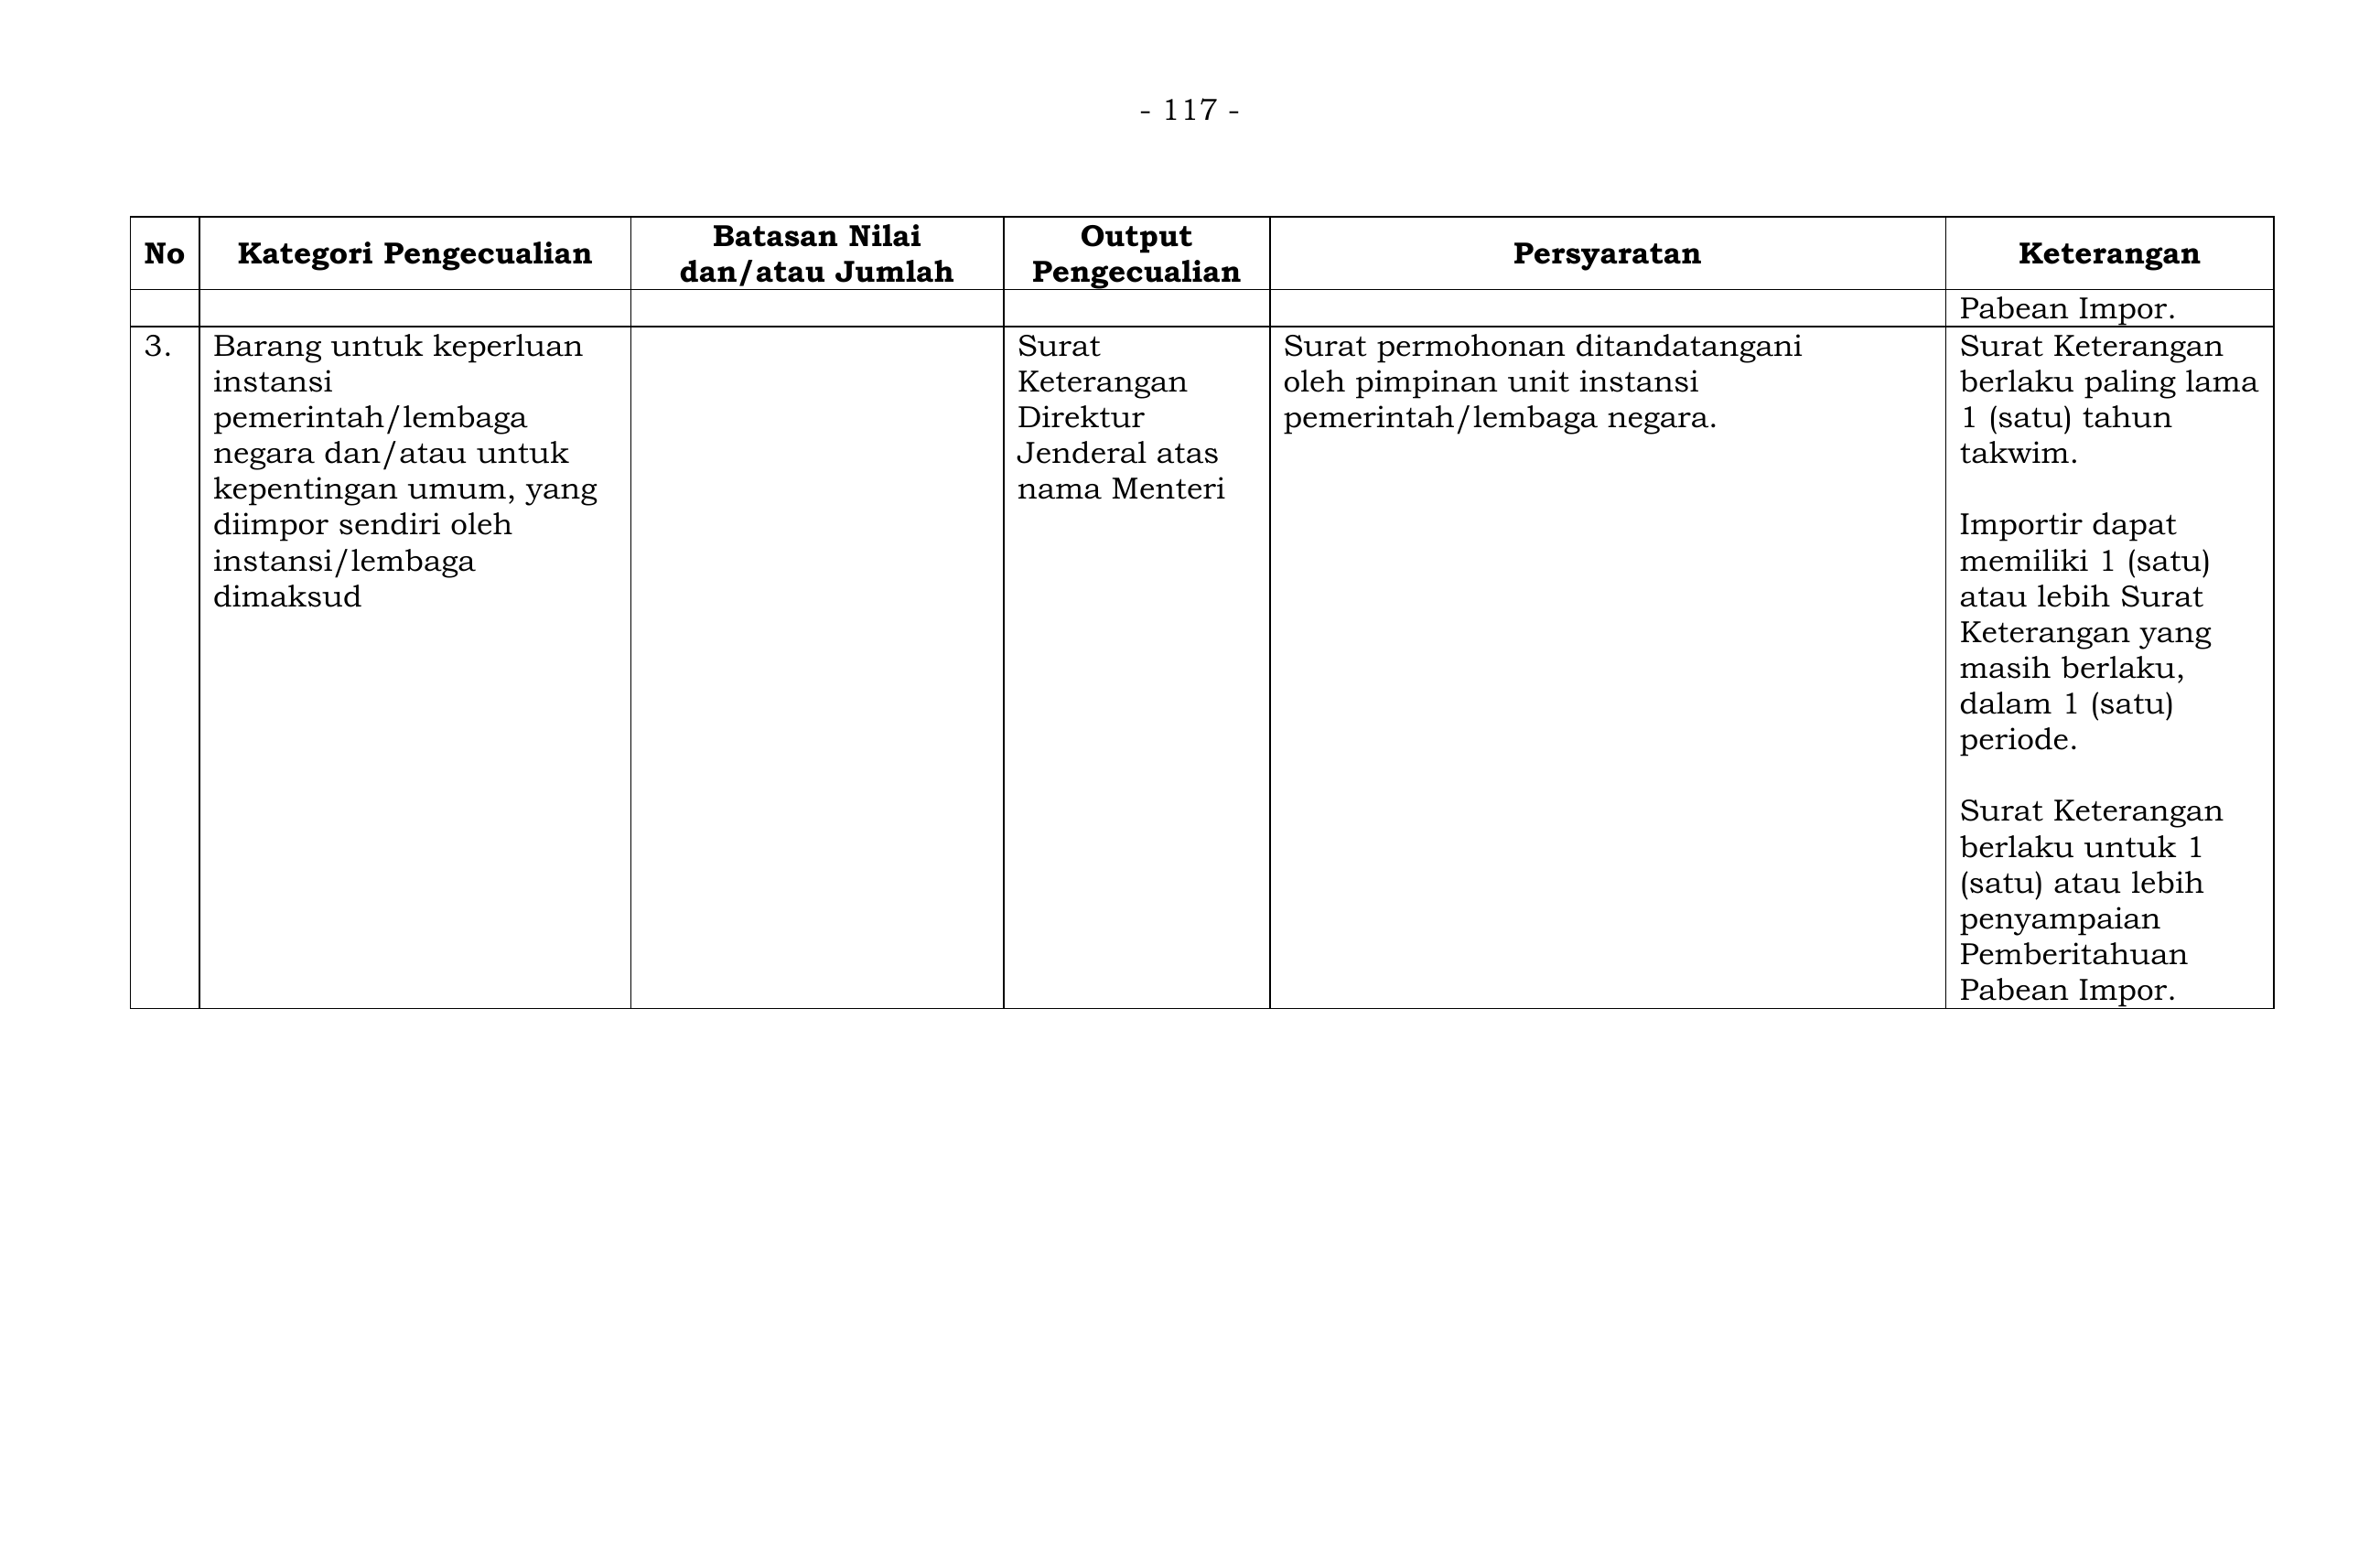 - 117 -
No
Kategori Pengecualian
Batasan Nilai
dan/atau Jumlah
Output
Pengecualian
Persyaratan
Keterangan
Pabean Impor.
3.
Barang untuk keperluan
instansi
pemerintah/lembaga
negara dan/atau untuk
kepentingan umum, yang
diimpor sendiri oleh
instansi/lembaga
dimaksud
Surat
Keterangan
Direktur
Jenderal atas
nama Menteri
Surat permohonan ditandatangani
oleh pimpinan unit instansi
pemerintah/lembaga negara.
Surat Keterangan
berlaku paling lama
1 (satu) tahun
takwim.
Importir dapat
memiliki 1 (satu)
atau lebih Surat
Keterangan yang
masih berlaku,
dalam 1 (satu)
periode.
Surat Keterangan
berlaku untuk 1
(satu) atau lebih
penyampaian
Pemberitahuan
Pabean Impor.